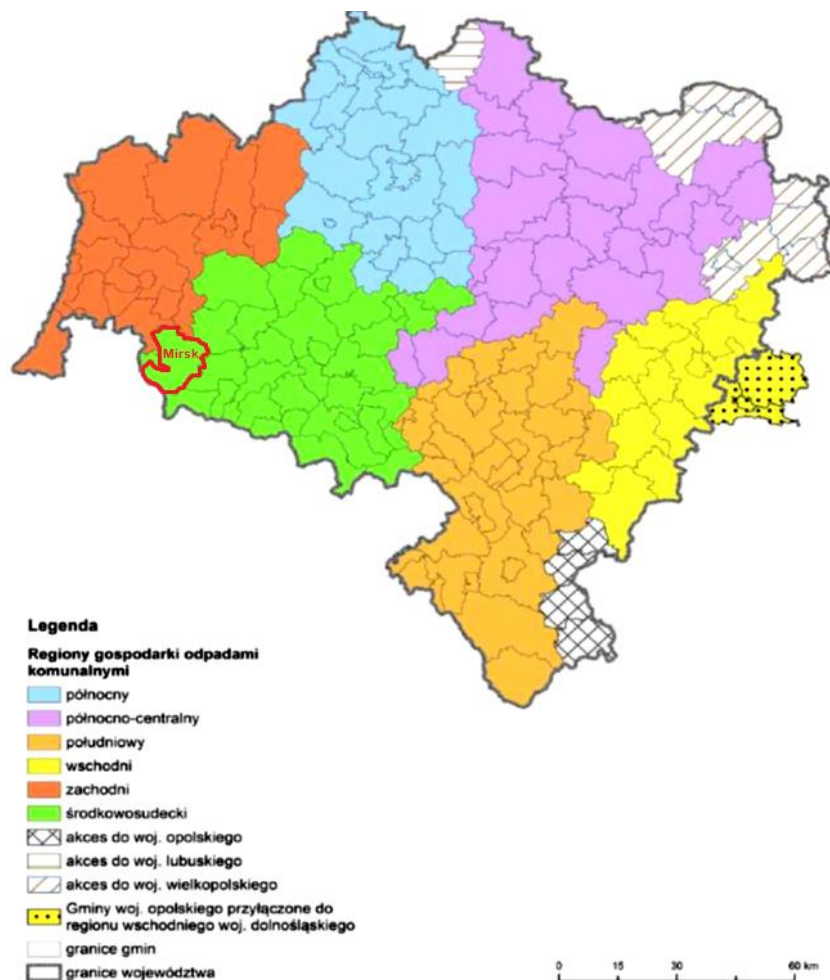 Mirsk
Legenda
Regiony gospodarki odpadami
komunalnymi
północny
północno-centralny
południowy
wschodni
zachodni
środkowosudecki
akces do woj. opolskiego
akces do woj. lubuskiego
akces do woj. wielkopolskiego
Gminy woj. opolskiego przyłączone do
regionu wschodniego woj. dolnośląskiego
granice gmin
granice województwa
0 15 30 60 km